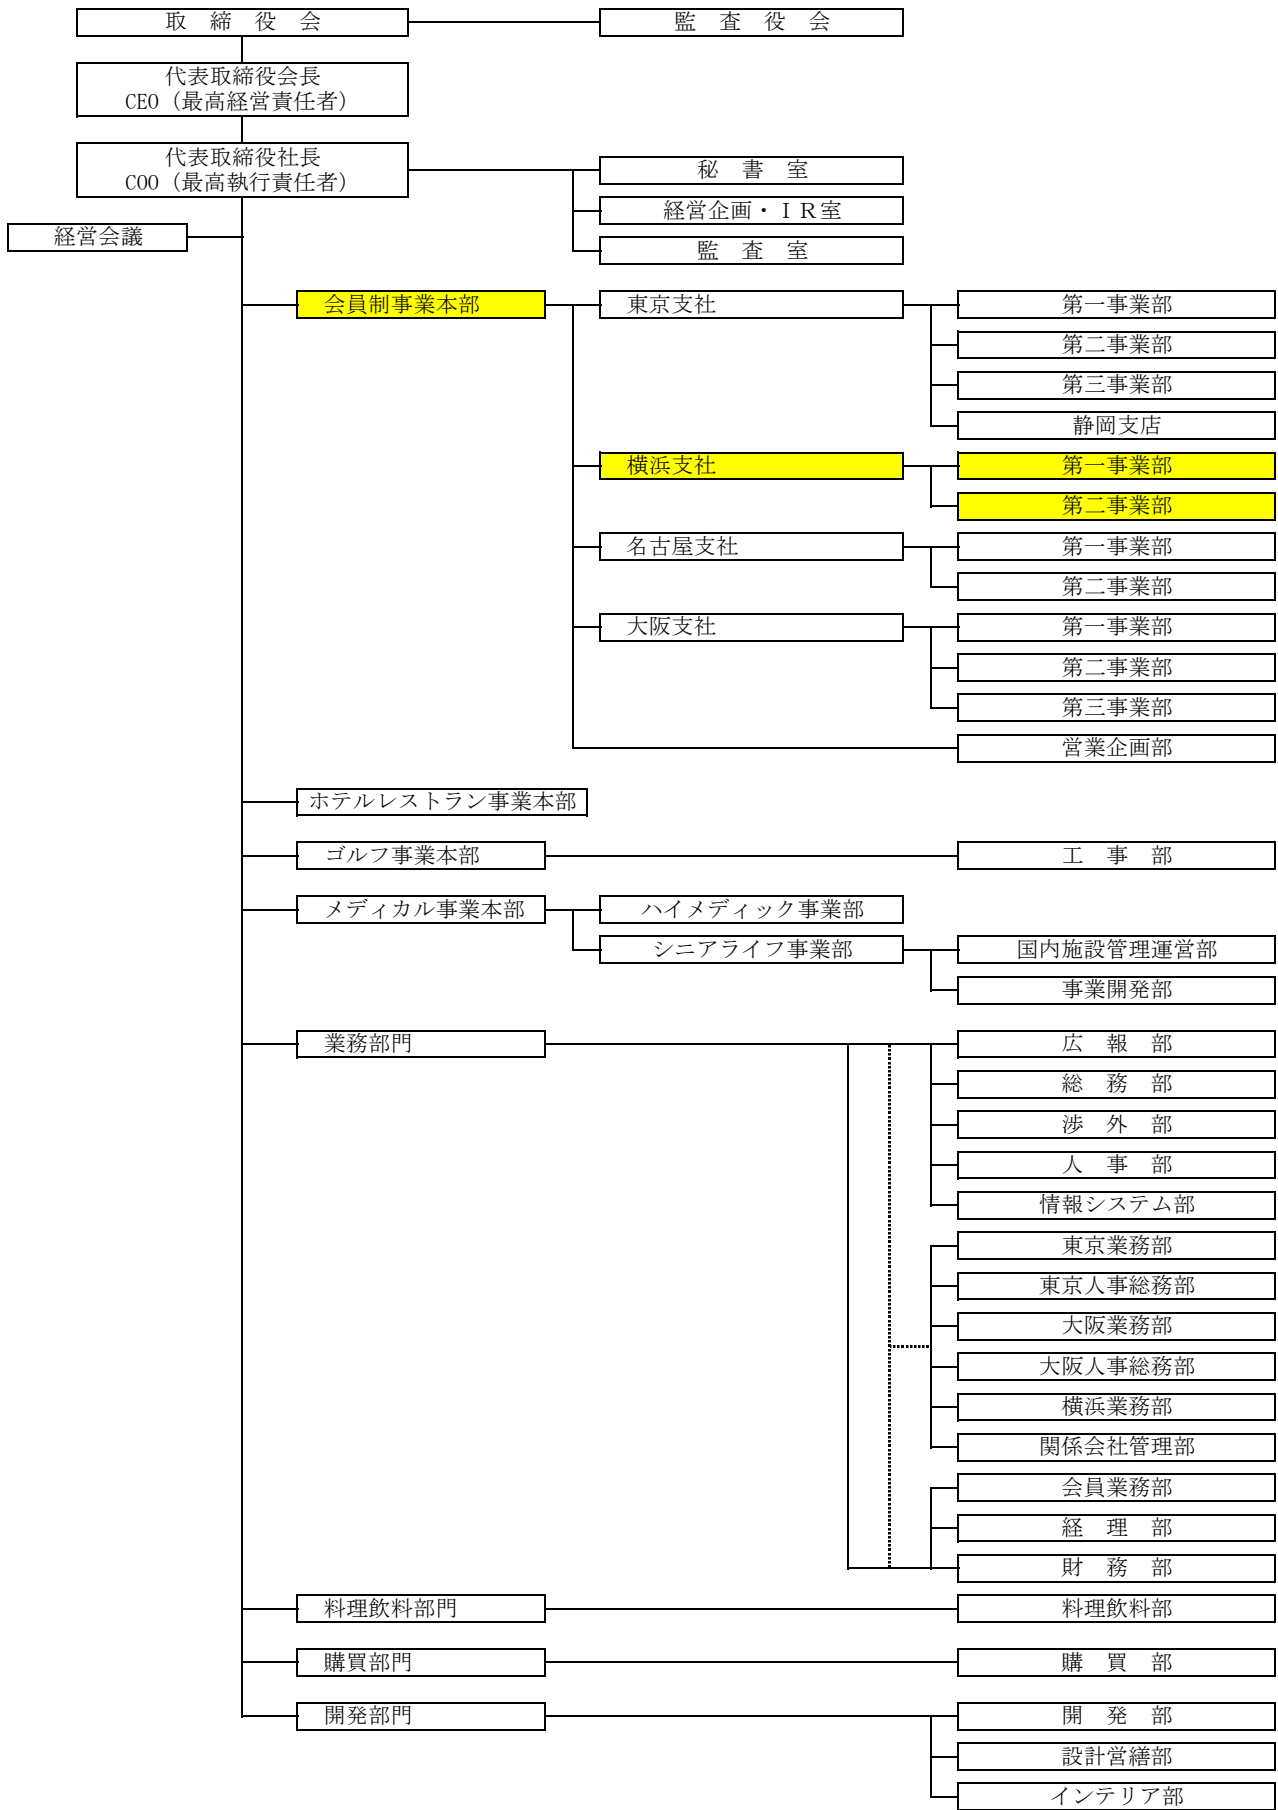 取　締　役　会
監　査　役　会
代表取締役会長
CEO（最高経営責任者）
代表取締役社長
COO（最高執行責任者）
秘　書　室
経営企画・ＩＲ室
経営会議
監　査　室
会員制事業本部
東京支社
第一事業部
第二事業部
第三事業部
静岡支店
横浜支社
第一事業部
第二事業部
名古屋支社
第一事業部
第二事業部
大阪支社
第一事業部
第二事業部
第三事業部
営業企画部
ホテルレストラン事業本部
ゴルフ事業本部
工　事　部
メディカル事業本部
ハイメディック事業部
シニアライフ事業部
国内施設管理運営部
事業開発部
業務部門
広　報　部
総　務　部
渉　外　部
人　事　部
情報システム部
東京業務部
東京人事総務部
大阪業務部
大阪人事総務部
横浜業務部
関係会社管理部
会員業務部
経　理　部
財　務　部
料理飲料部門
料理飲料部
購買部門
購　買　部
開発部門
開　発　部
設計営繕部
インテリア部